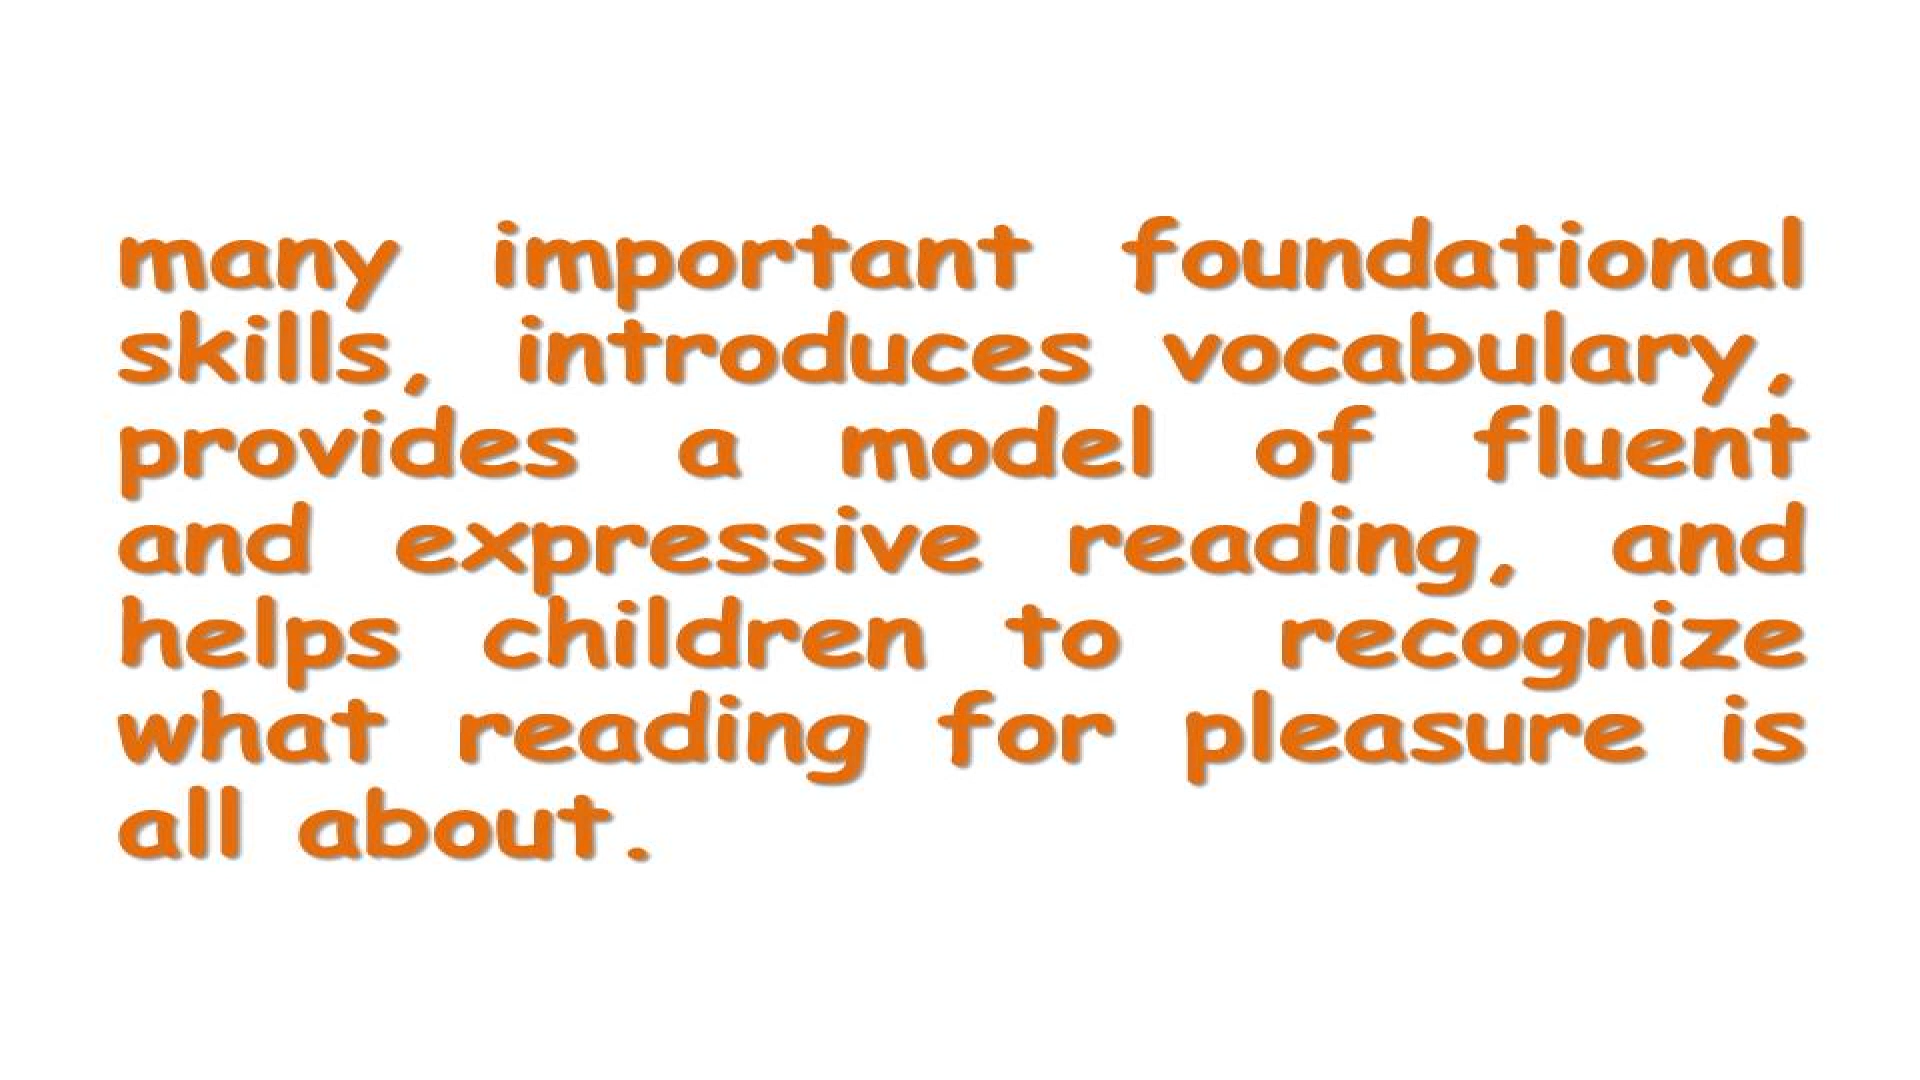 many important foundational
skills, introduces vocabulary,
provides a model of fluent
and expressive reading, and
helps children to recognize
what reading for pleasure is
all about.